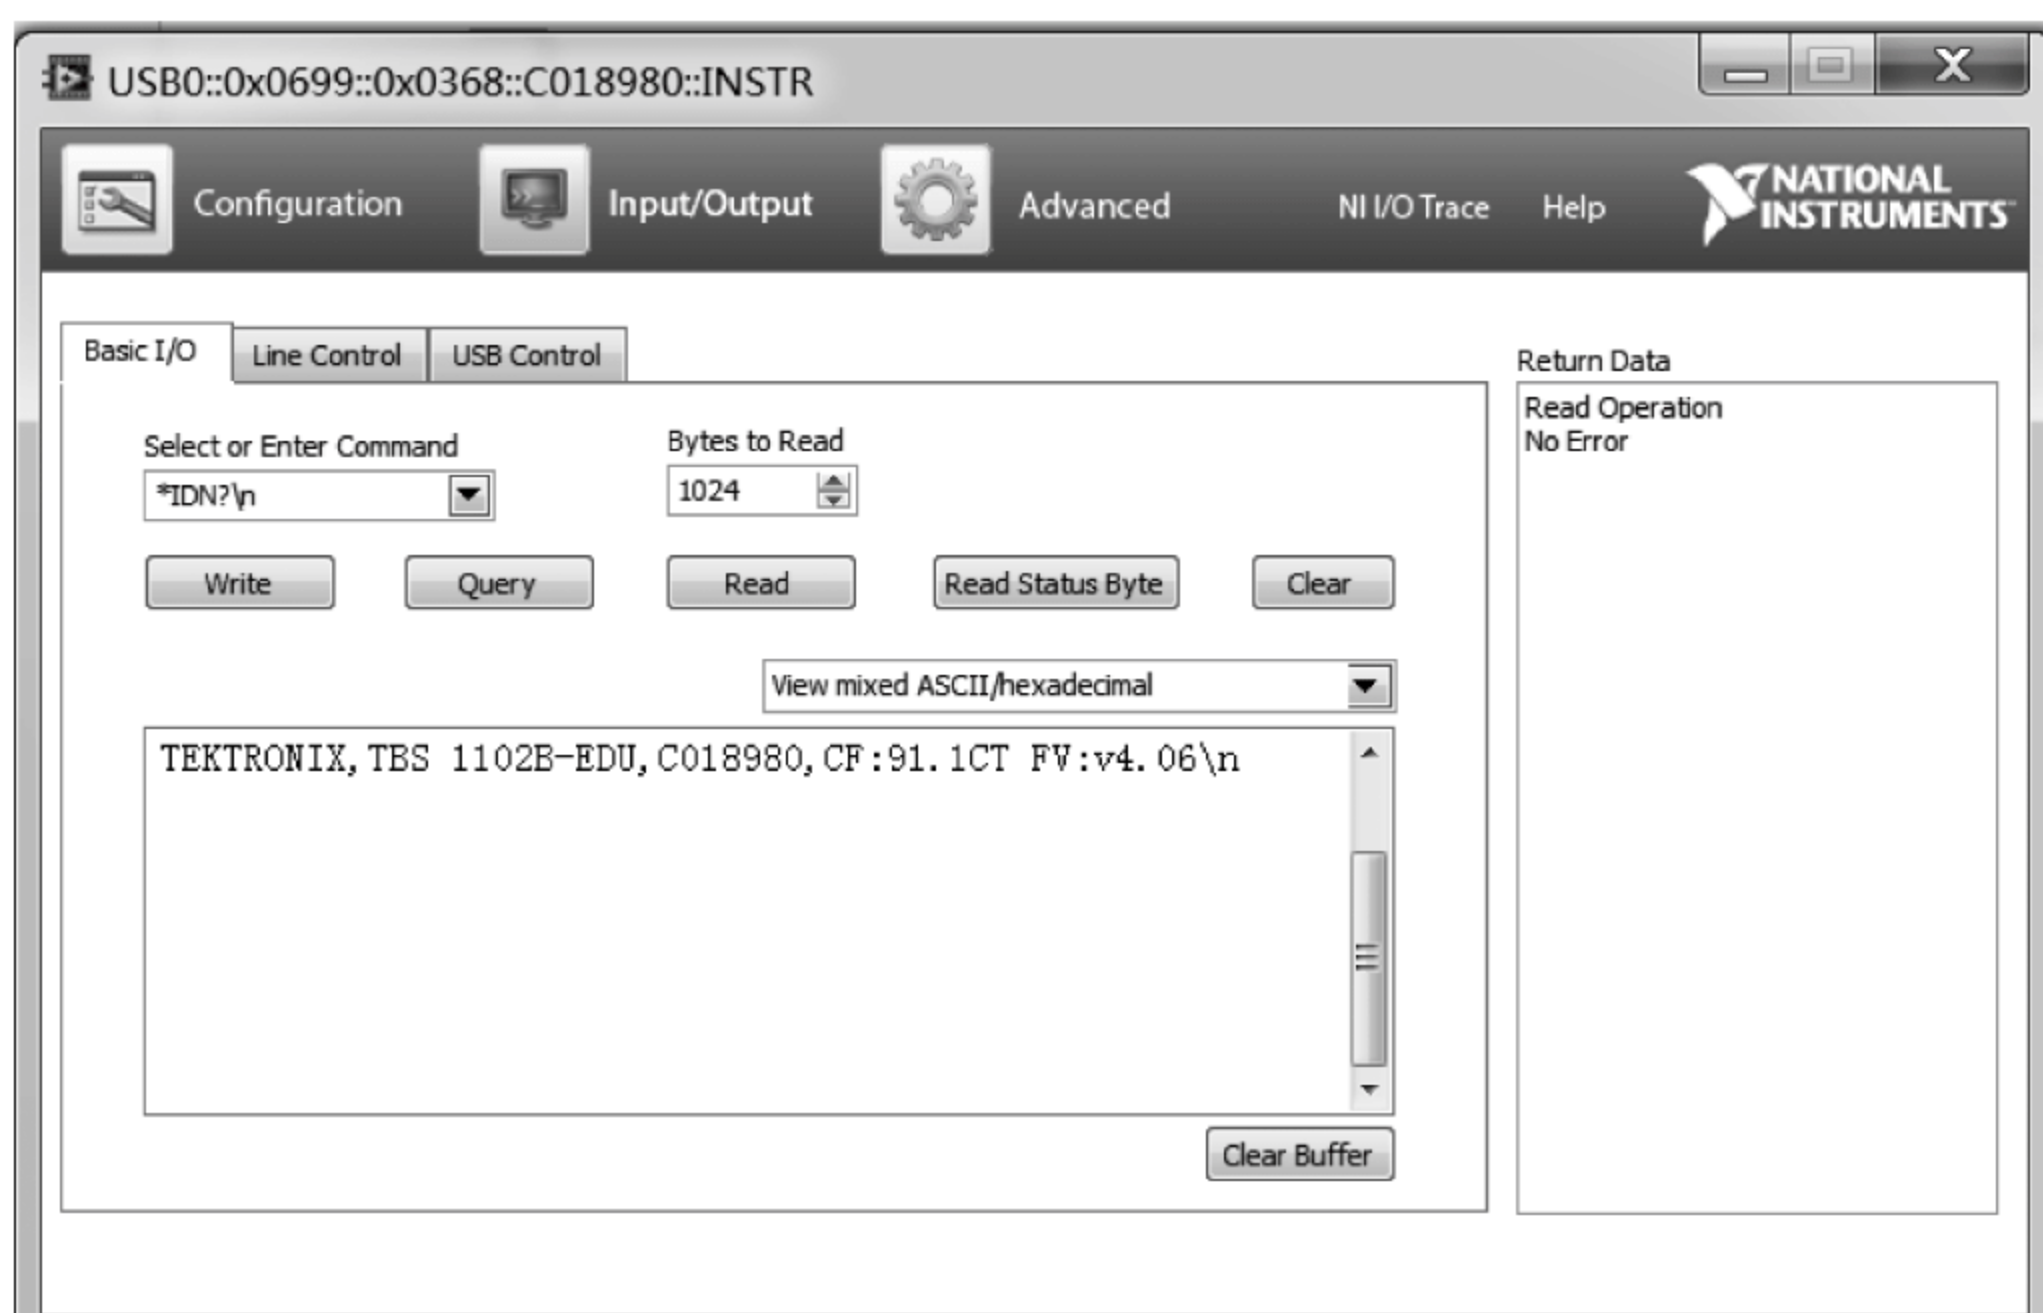 USB0::0x0699::0x0368::C018980::INSTR
Configuration
Input/Output
Advanced
NI I/O Trace
Help
NATIONAL
INSTRUMENTS
Basic I/O
Line Control
USB Control
Return Data
Read Operation
No Error
Select or Enter Command
Bytes to Read
*IDN?\n
1024
Write
Query
Read
Read Status Byte
Clear
View mixed ASCII/hexadecimal
TEKTRONIX,TBS 1102B-EDU,C018980,CF:91.1CT FV:v4.06\n
Clear Buffer